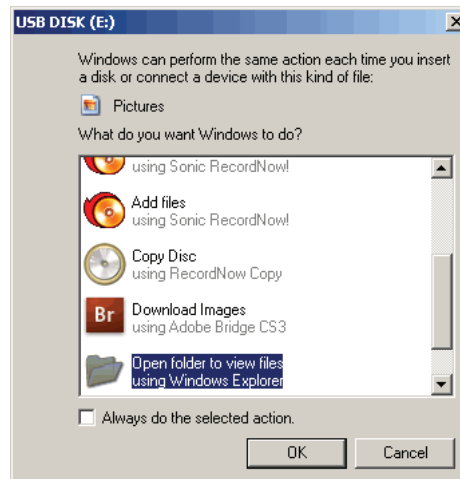 USB DISK (E:)
Windows can perform the same action each time you insert
a disk or connect a device with this kind of file:
Pictures
What do you want Windows to do?
using Sonic RecordNow!
Add files
using Sonic RecordNow!
Copy Disc
using RecordNow Copy
Br
Download Images
using Adobe Bridge CS3
Open folder to view files
using Windows Explorer
Always do the selected action.
OK
Cancel